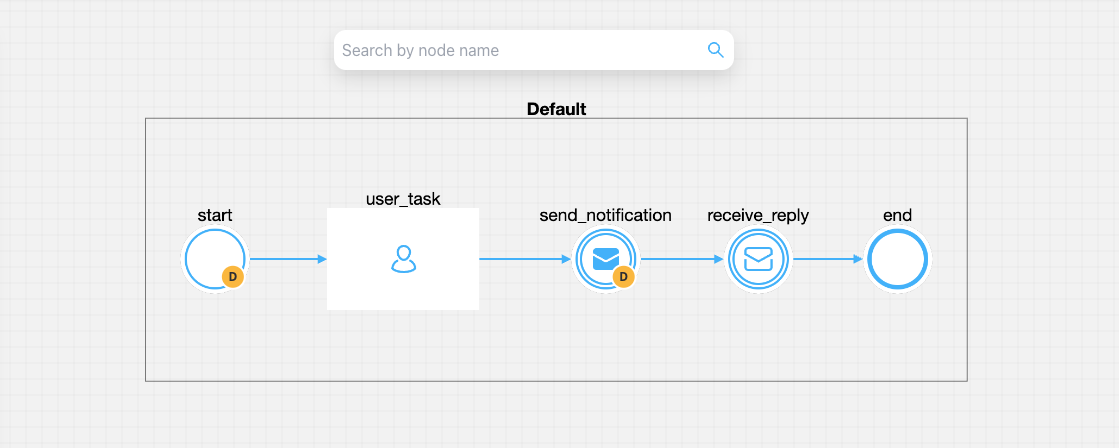 Search by node name
Default
start
user_task
send_notification
receive_reply
end
D
D